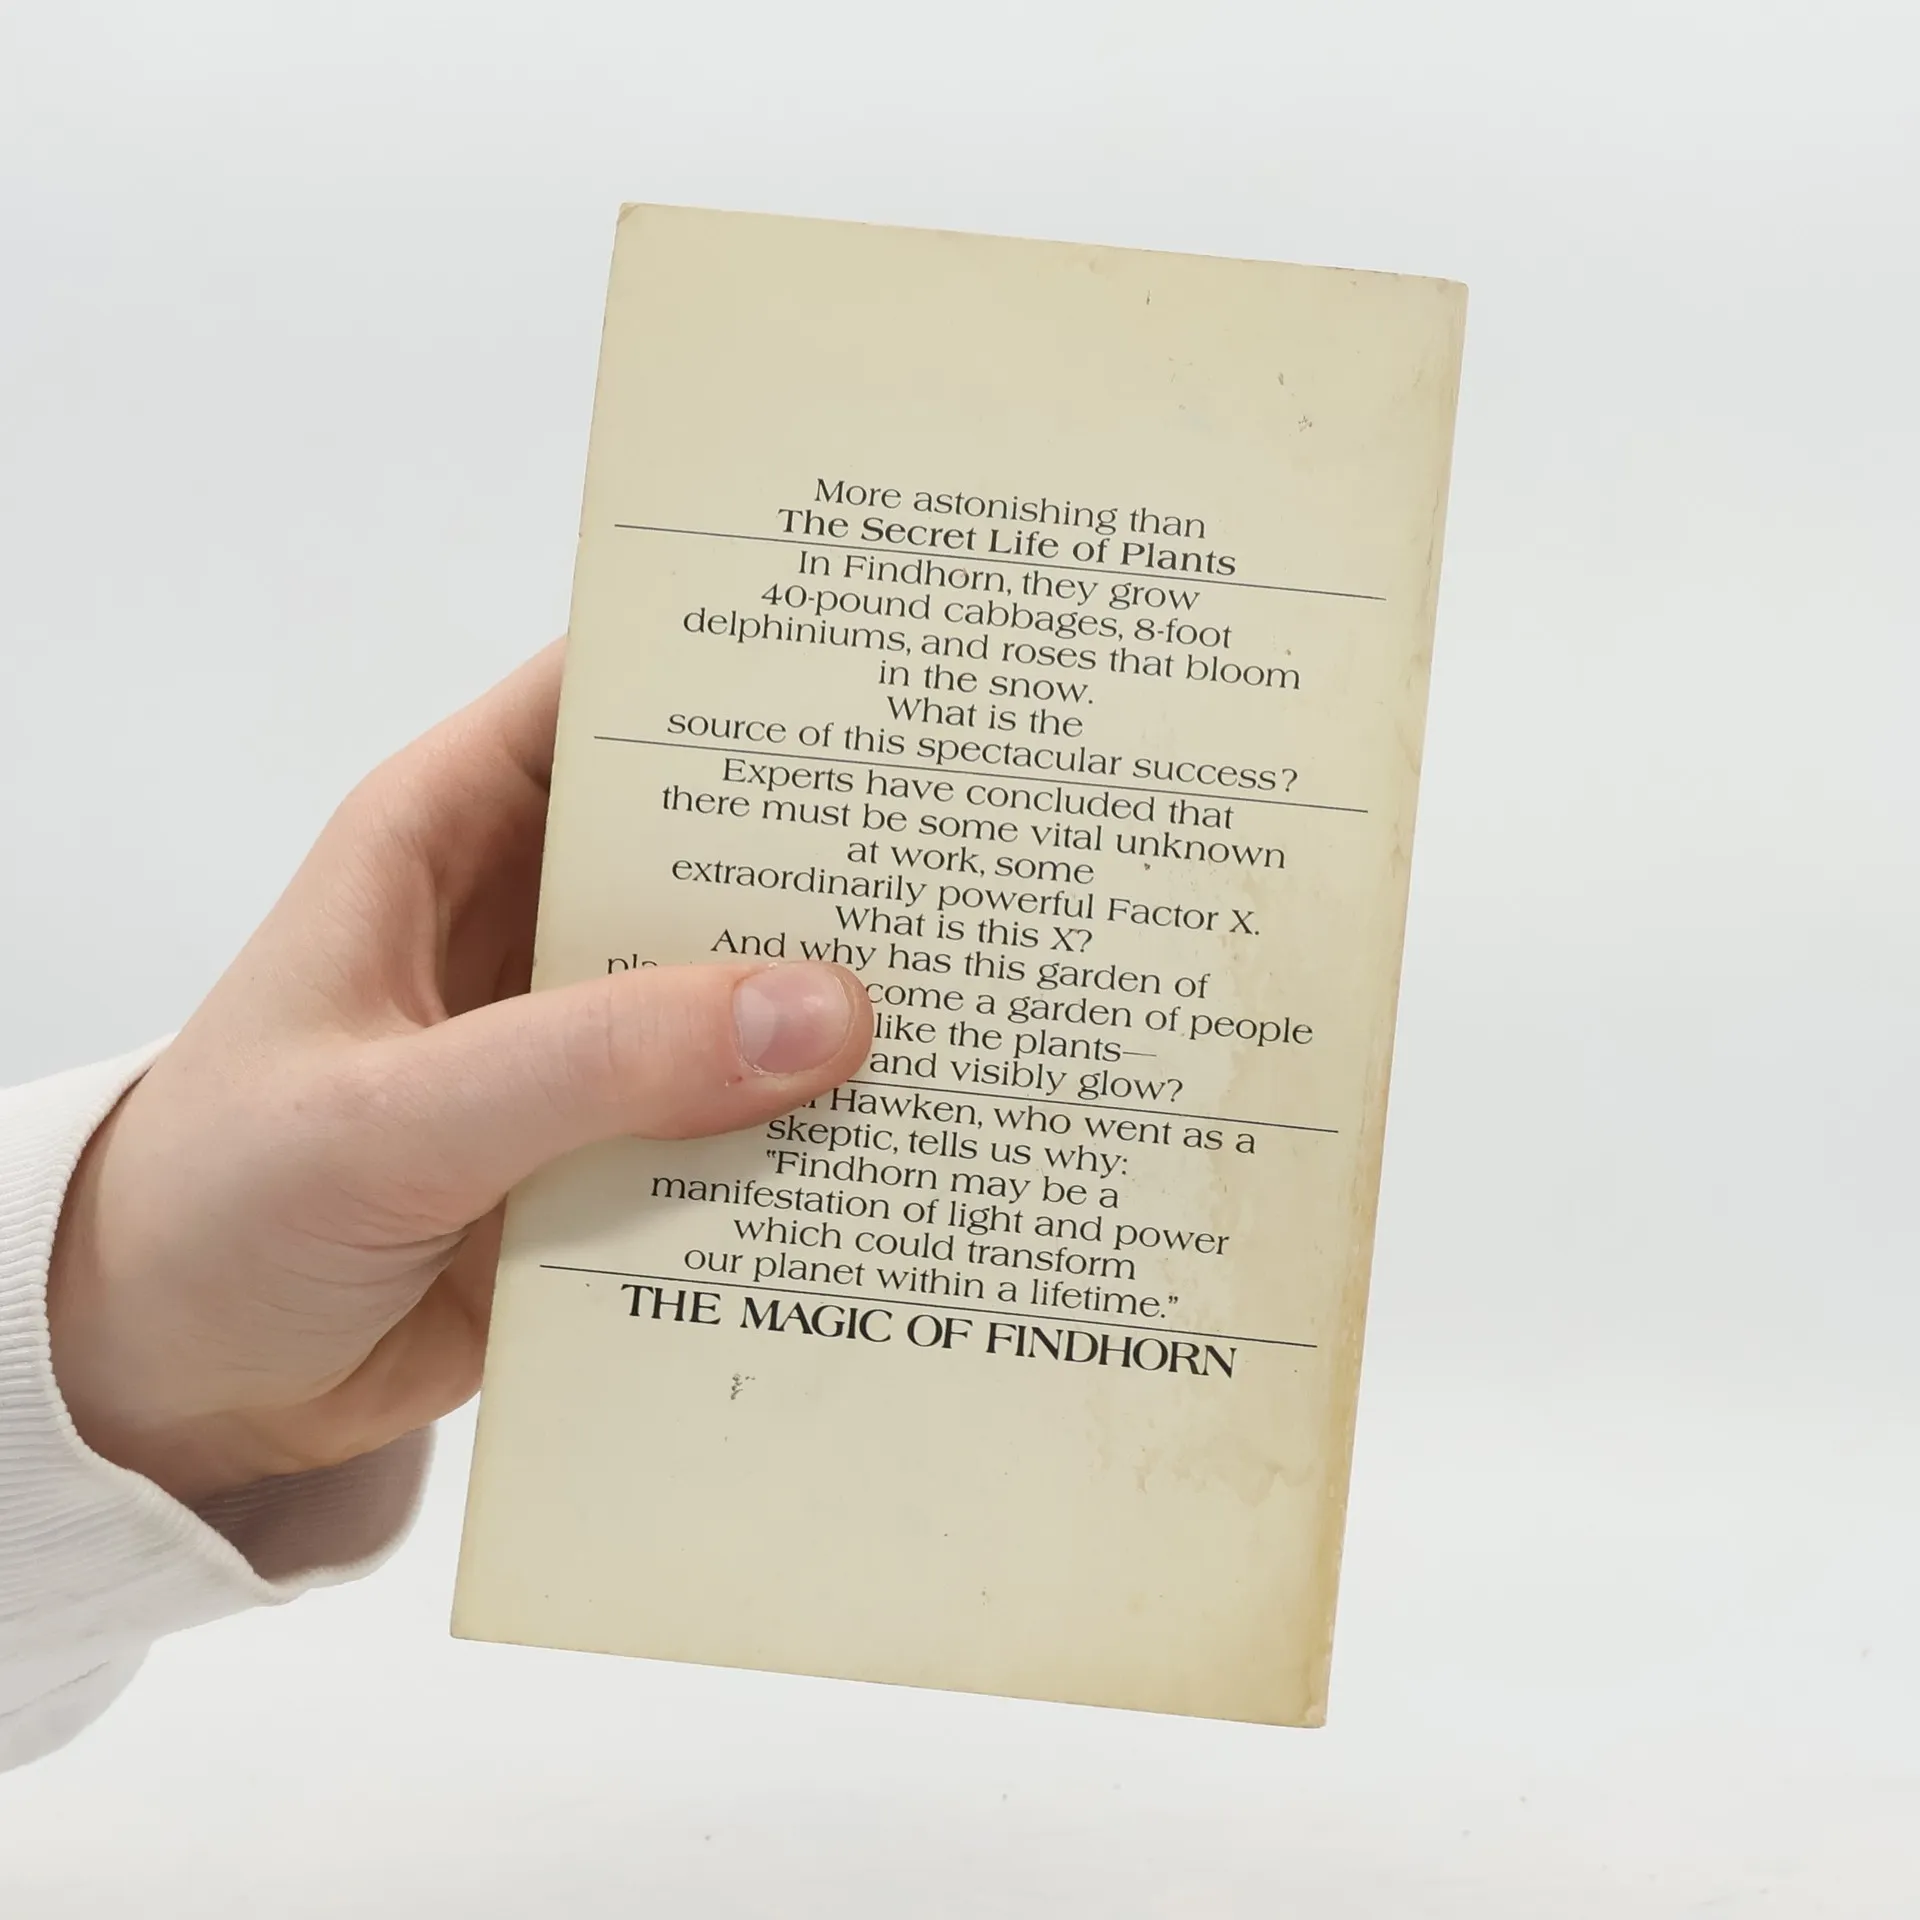 More astonishing than
The Secret Life of Plants
In Findhorn, they grow
40-pound cabbages, 8-foot
delphiniums, and roses that bloom
in the snow.
What is the
source of this spectacular success?
Experts have concluded that
there must be some vital unknown
at work, some
extraordinarily powerful Factor X.
What is this X?
And why has this garden of
come a garden of people
like the plants—
and visibly glow?
Hawken, who went as a
skeptic, tells us why:
"Findhorn may be a
manifestation of light and power
which could transform
our planet within a lifetime."
THE MAGIC OF FINDHORN